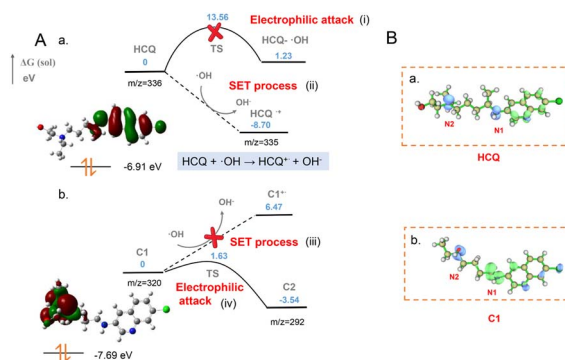 A
a.
13.56
Electrophilic attack (i)
TS
HCQ- ·OH
1.23
HCQ
0
m/z=336
ΔG (sol)
eV
·OH
SET process (ii)
OH-
HCQ·+
-8.70
m/z=335
-6.91 eV
HCQ + ·OH → HCQ+· + OH-
b.
C1+·
6.47
OH-
·OH
SET process (iii)
1.63
TS
C1
0
m/z=320
Electrophilic
attack (iv)
C2
-3.54
m/z=292
-7.69 eV
B
a.
N2
N1
HCQ
b.
N2
N1
C1